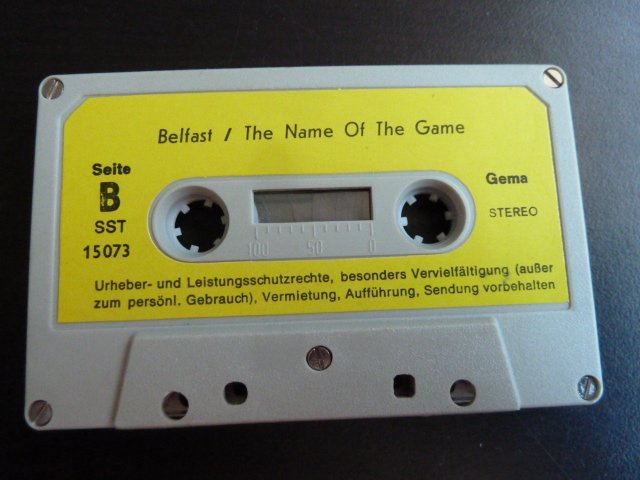 Belfast / The Name Of The Game
Seite
B
SST
15073
Gema
STEREO
100 50 0
Urheber- und Leistungsschutzrechte, besonders Vervielfältigung (außer
zum persönl. Gebrauch), Vermietung, Aufführung, Sendung vorbehalten